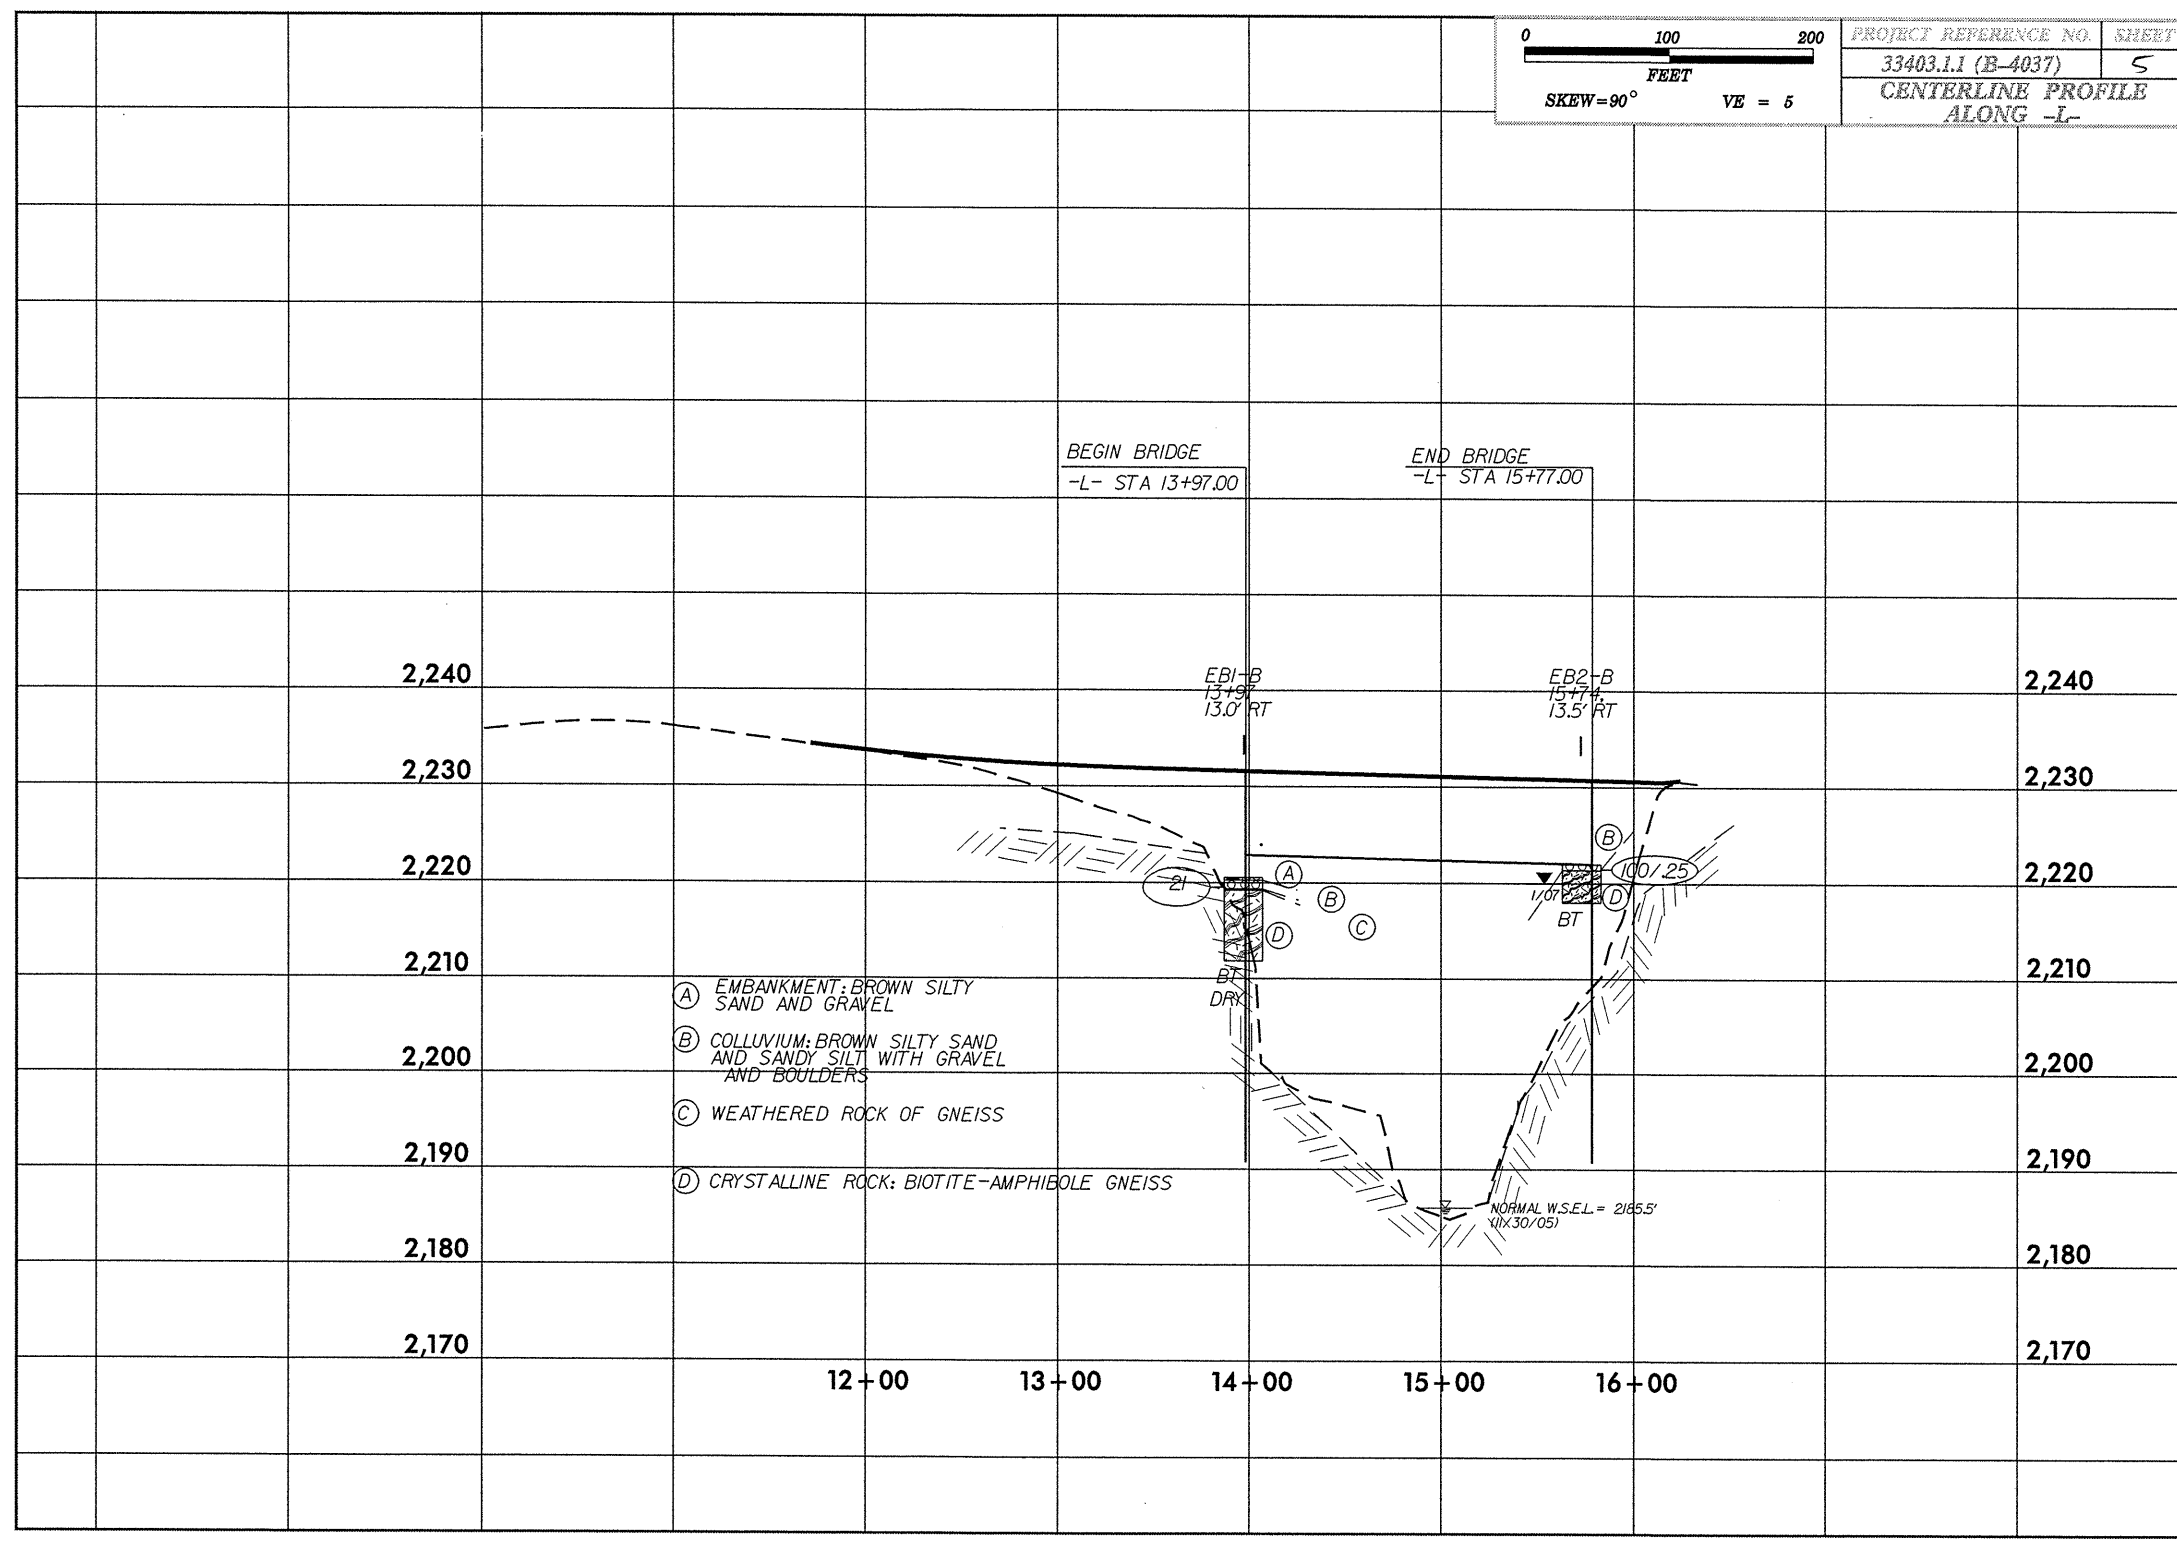 0 100 200
FEET
SKEW=90° VE = 5
PROJECT REFERENCE NO. SHEET
33403.1.1 (B-4037) 5
CENTERLINE PROFILE
ALONG -L-
BEGIN BRIDGE
-L- STA 13+97.00
END BRIDGE
-L- STA 15+77.00
2,240
EB1-B
13+97
13.0' RT
EB2-B
15+74,
13.5' RT
2,240
2,230
2,230
B
2,220
21
A
B
C
D
1/07
BT
100/.25
D
2,220
2,210
BT
DRY
2,210
A EMBANKMENT: BROWN SILTY
SAND AND GRAVEL
B COLLUVIUM: BROWN SILTY SAND
AND SANDY SILT WITH GRAVEL
AND BOULDERS
2,200
2,200
C WEATHERED ROCK OF GNEISS
2,190
2,190
D CRYSTALLINE ROCK: BIOTITE-AMPHIBOLE GNEISS
NORMAL W.S.EL. = 2185.5'
(11/30/05)
2,180
2,180
2,170
2,170
12+00 13+00 14+00 15+00 16+00